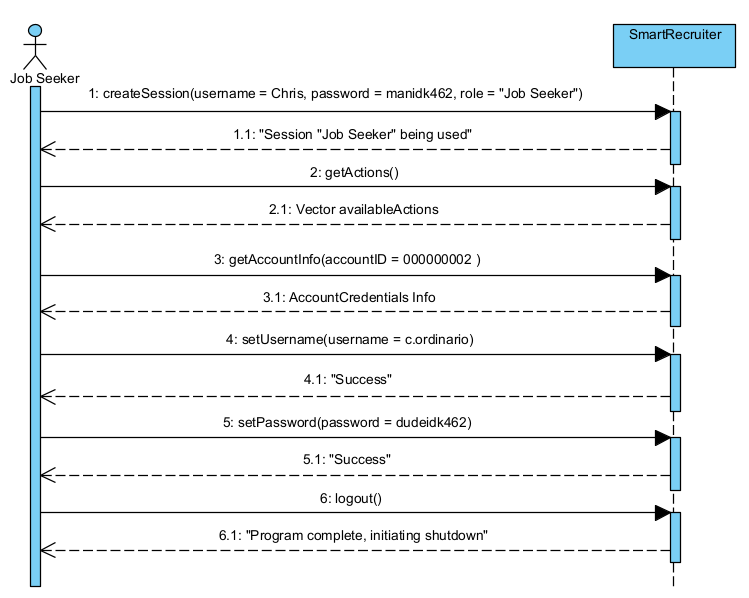 SmartRecruiter
Job Seeker
1: createSession(username = Chris, password = manidk462, role = "Job Seeker")
1.1: "Session "Job Seeker" being used"
2: getActions()
2.1: Vector availableActions
3: getAccountInfo(accountID = 000000002 )
3.1: AccountCredentials Info
4: setUsername(username = c.ordinario)
4.1: "Success"
5: setPassword(password = dudeidk462)
5.1: "Success"
6: logout()
6.1: "Program complete, initiating shutdown"